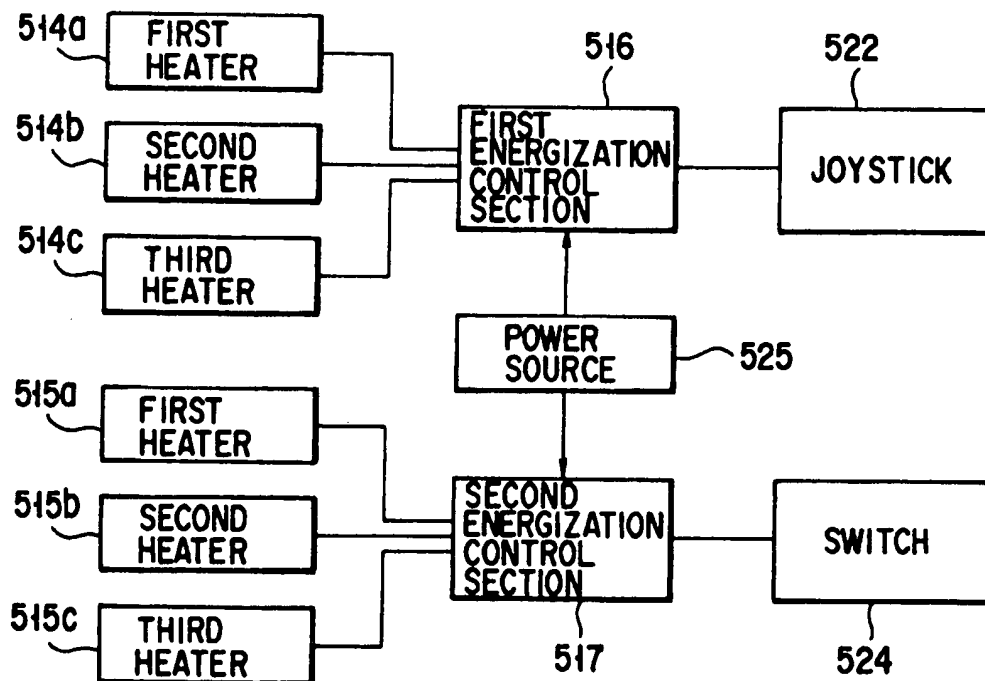 514a
FIRST
HEATER
514b
SECOND
HEATER
514c
THIRD
HEATER
516
FIRST
ENERGIZATION
CONTROL
SECTION
522
JOYSTICK
POWER
SOURCE
525
515a
FIRST
HEATER
515b
SECOND
HEATER
515c
THIRD
HEATER
SECOND
ENERGIZATION
CONTROL
SECTION
517
SWITCH
524